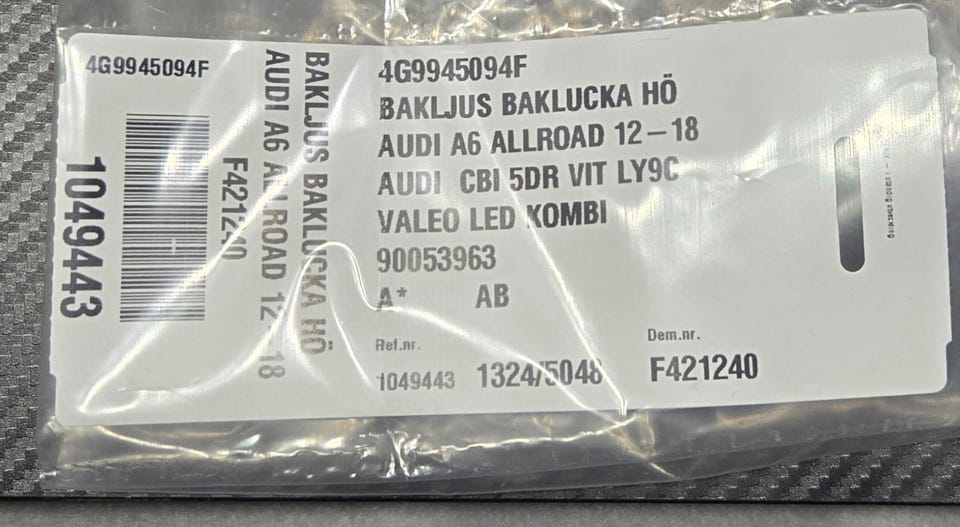 4G9945094F
1049443
F421240
AUDI A6 ALLROAD 12-18
BAKLJUS BAKLUCKA HÖ
4G9945094F
BAKLJUS BAKLUCKA HÖ
AUDI A6 ALLROAD 12-18
AUDI CBI 5DR VIT LY9C
VALEO LED KOMBI
90053963
A* AB
Ref.nr. Dem.nr.
1049443 1324/5048 F421240